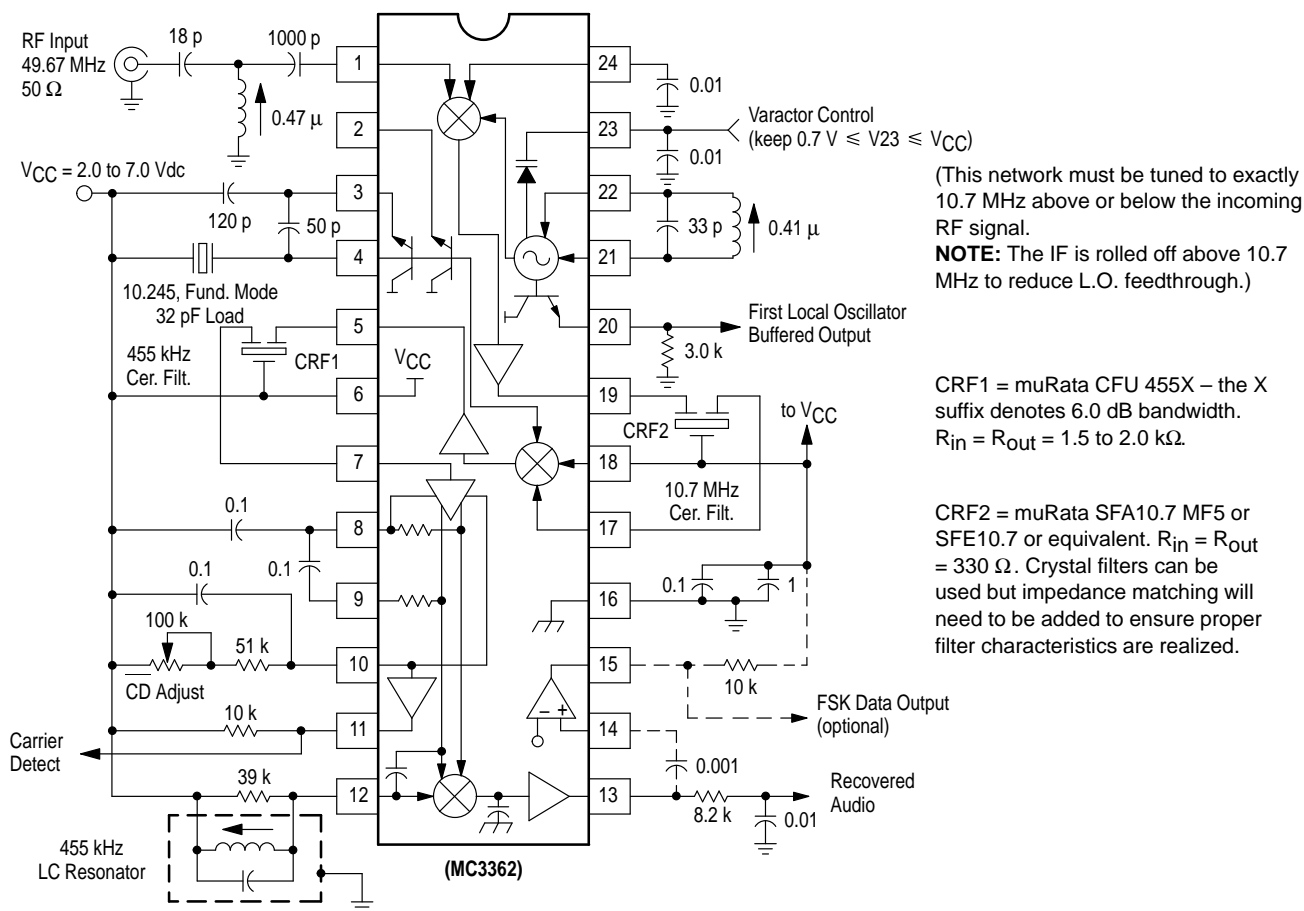 RF Input
49.67 MHz
50 Ω
18 p
1000 p
0.47 μ
VCC = 2.0 to 7.0 Vdc
120 p
50 p
10.245, Fund. Mode
32 pF Load
455 kHz
Cer. Filt.
CRF1
0.1
0.1
0.1
100 k
51 k
CD Adjust
10 k
Carrier
Detect
39 k
455 kHz
LC Resonator
1
2
3
4
5
6
7
8
9
10
11
12
VCC
– +
(MC3362)
24
23
22
21
20
19
18
17
16
15
14
13
0.01
Varactor Control
(keep 0.7 V ≤ V23 ≤ VCC)
0.01
33 p
0.41 μ
First Local Oscillator
Buffered Output
3.0 k
to VCC
CRF2
10.7 MHz
Cer. Filt.
0.1
1
10 k
FSK Data Output
(optional)
0.001
8.2 k
0.01
Recovered
Audio
(This network must be tuned to exactly
10.7 MHz above or below the incoming
RF signal.
NOTE: The IF is rolled off above 10.7
MHz to reduce L.O. feedthrough.)
CRF1 = muRata CFU 455X – the X
suffix denotes 6.0 dB bandwidth.
Rin = Rout = 1.5 to 2.0 kΩ.
CRF2 = muRata SFA10.7 MF5 or
SFE10.7 or equivalent. Rin = Rout
= 330 Ω. Crystal filters can be
used but impedance matching will
need to be added to ensure proper
filter characteristics are realized.